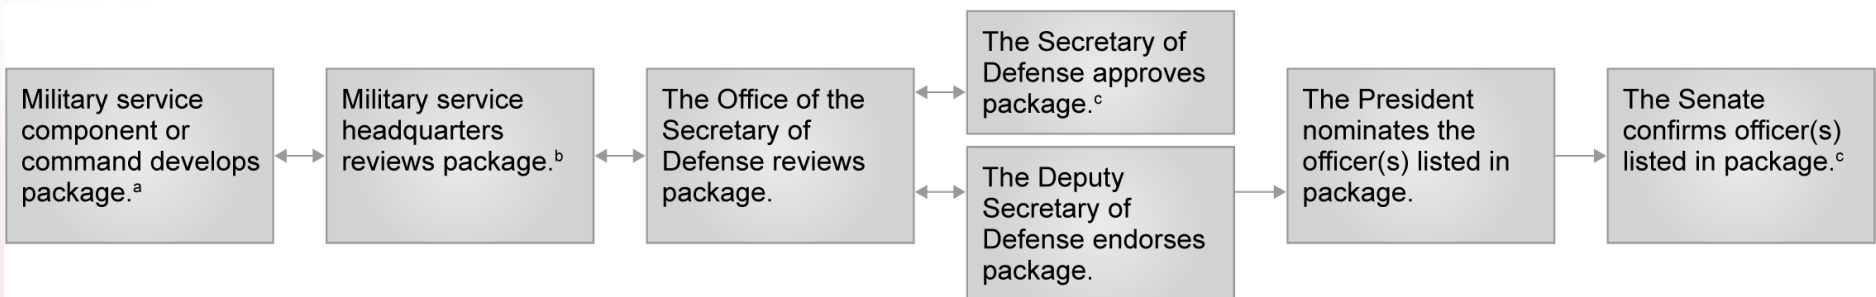 Military service
component or
command develops
package.a
Military service
headquarters
reviews package.b
The Office of the
Secretary of
Defense reviews
package.
The Secretary of
Defense approves
package.c
The Deputy
Secretary of
Defense endorses
package.
The President
nominates the
officer(s) listed in
package.
The Senate
confirms officer(s)
listed in package.c